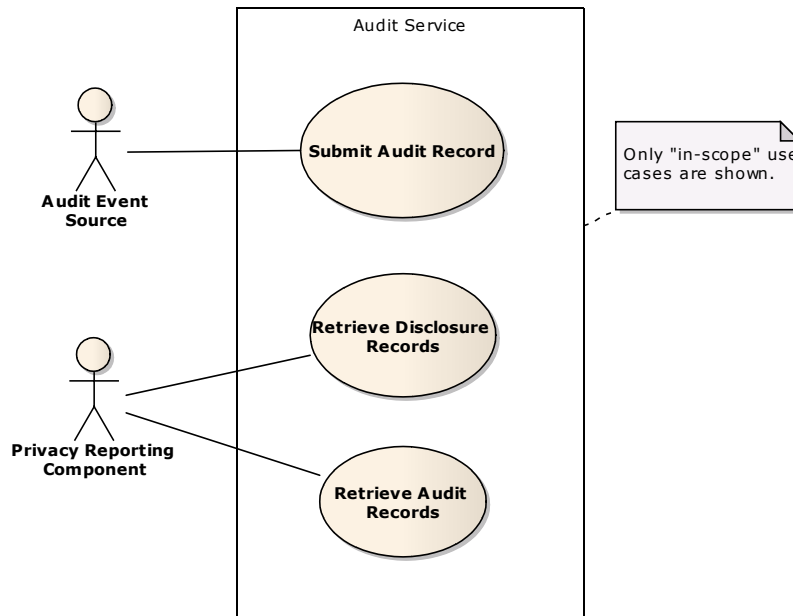 Audit Service
Submit Audit Record
Audit Event
Source
Only "in-scope" use
cases are shown.
Retrieve Disclosure
Records
Privacy Reporting
Component
Retrieve Audit
Records